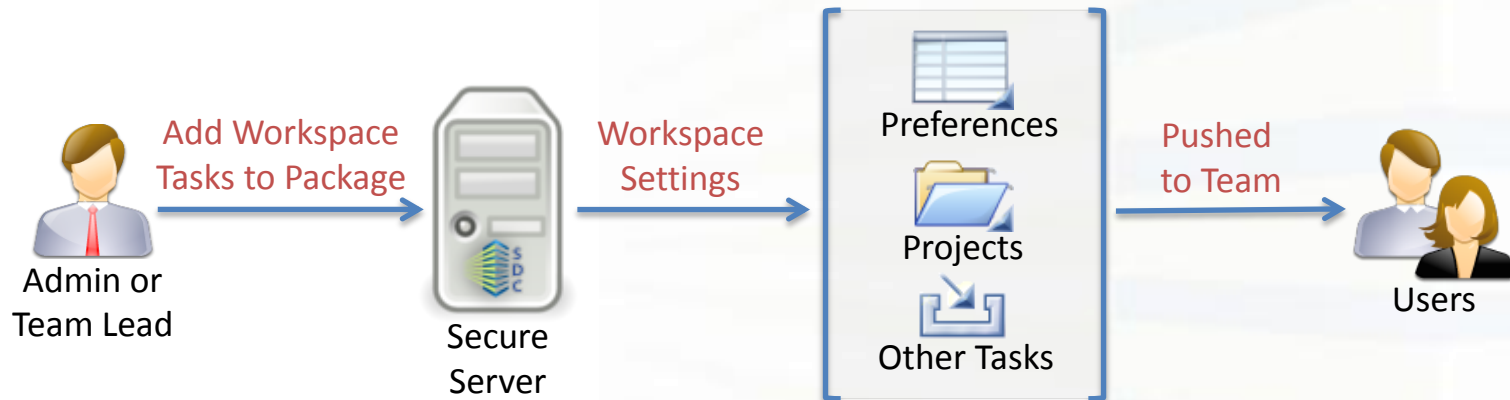 Admin or
Team Lead
Add Workspace
Tasks to Package
S
D
C
Secure
Server
Workspace
Settings
Preferences
Projects
Other Tasks
Pushed
to Team
Users